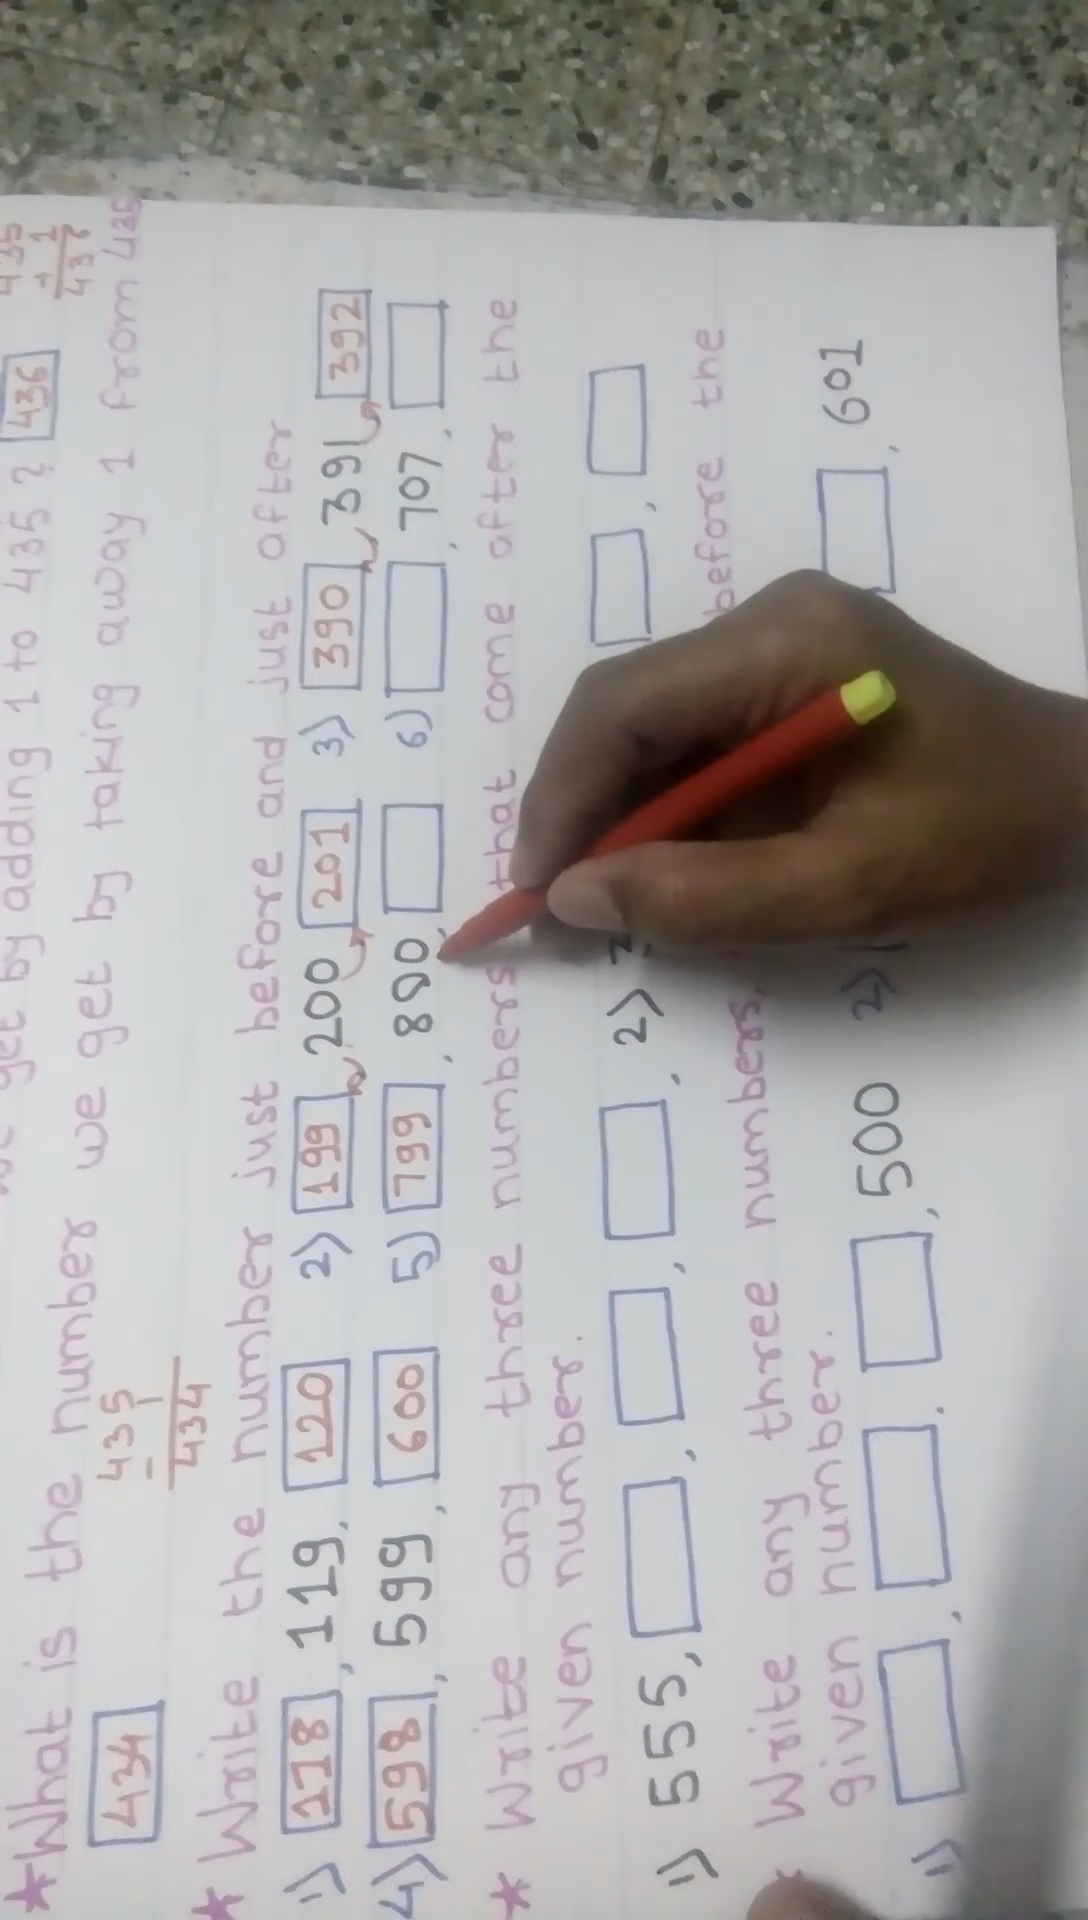 get by adding 1 to 435 ? 436 435 + 1 436
*What is the number we get by taking away 1 from 435
434 435 - 1 434
* Write the number just before and just after
1) 118, 119, 120 2) 199, 200, 201 3) 390, 391, 392
4) 598, 599, 600 5) 799, 800, 6) , 707,
* Write any three numbers that come after the
given number.
1) 555, , , , 2)
* Write any three numbers, before the
given number.
1) , , , 500 2) , 601